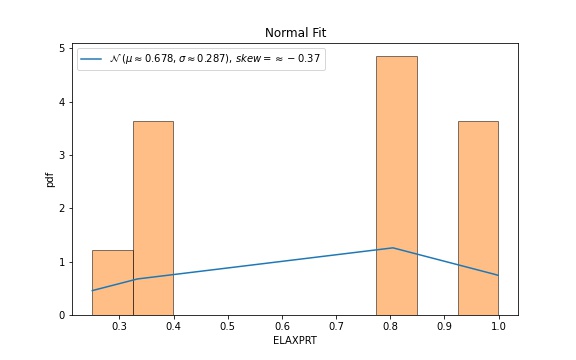 Normal Fit
𝒩(μ ≈ 0.678, σ ≈ 0.287), skew = ≈ − 0.37
pdf
5
4
3
2
1
0
0.3 0.4 0.5 0.6 0.7 0.8 0.9 1.0
ELAXPRT